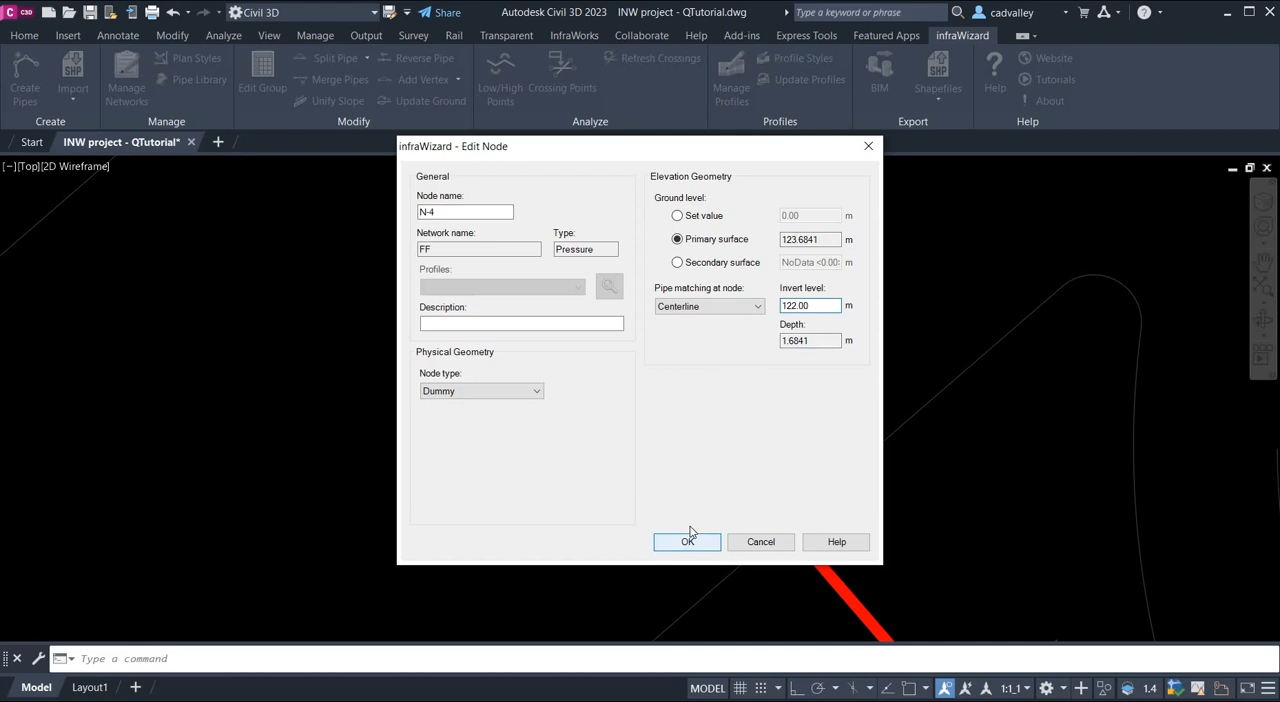 C C3D Civil 3D Share Autodesk Civil 3D 2023 INW project - QTutorial.dwg Type a keyword or phrase cadvalley
Home Insert Annotate Modify Analyze View Manage Output Survey Rail Transparent InfraWorks Collaborate Help Add-ins Express Tools Featured Apps infraWizard
Create Pipes
SHP Import
Manage Networks
Plan Styles
Pipe Library
Edit Group
Split Pipe
Merge Pipes
Unify Slope
Reverse Pipe
Add Vertex
Update Ground
Low/High Points
Crossing Points
Refresh Crossings
Manage Profiles
Profile Styles
Update Profiles
BIM
SHP Shapefiles
Help
Website
Tutorials
About
Create Manage Modify Analyze Profiles Export Help
Start INW project - QTutorial*
[−][Top][2D Wireframe]
infraWizard - Edit Node
General
Node name:
N-4
Network name: Type:
FF Pressure
Profiles:
Description:
Physical Geometry
Node type:
Dummy
Elevation Geometry
Ground level:
Set value 0.00 m
Primary surface 123.6841 m
Secondary surface NoData <0.00: m
Pipe matching at node: Invert level:
Centerline 122.00 m
Depth:
1.6841 m
OK Cancel Help
Type a command
Model Layout1 MODEL 1:1 1.4